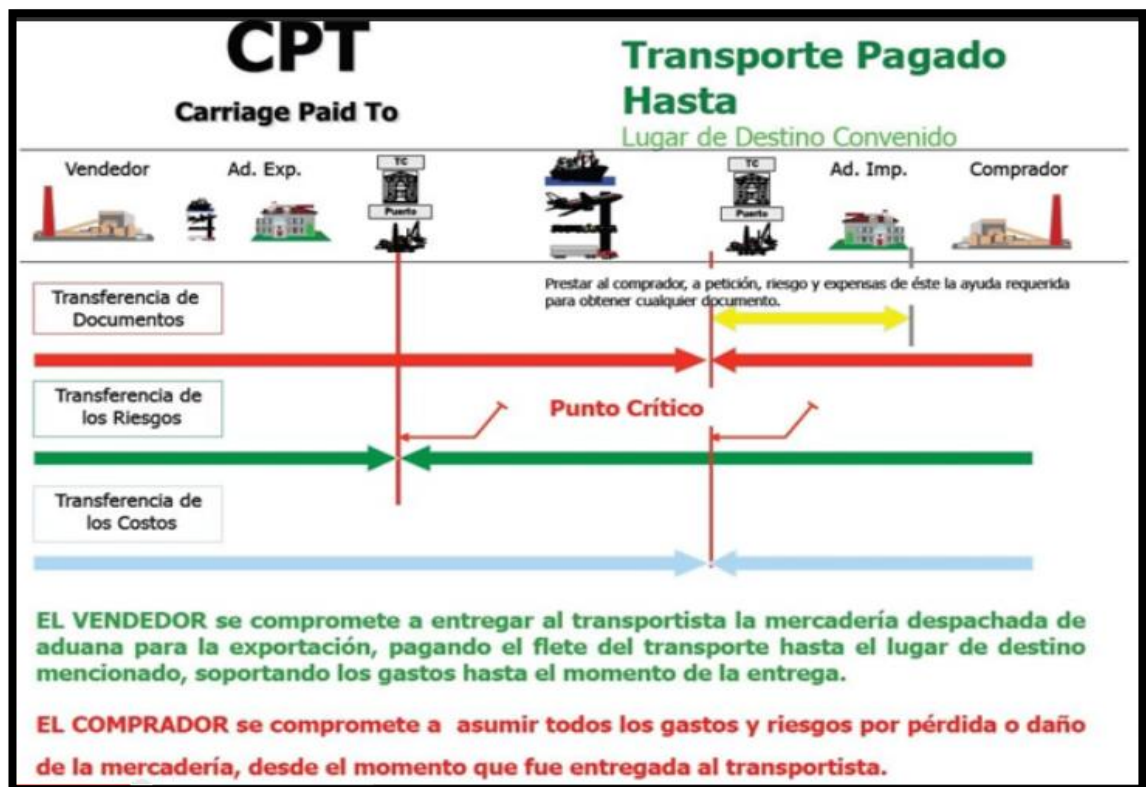 CPT
Carriage Paid To
Transporte Pagado
Hasta
Lugar de Destino Convenido
Vendedor
Ad. Exp.
TC
Puerto
TC
Puerto
Ad. Imp.
Comprador
Prestar al comprador, a petición, riesgo y expensas de éste la ayuda requerida
para obtener cualquier documento.
Transferencia de
Documentos
Transferencia de
los Riesgos
Punto Crítico
Transferencia de
los Costos
EL VENDEDOR se compromete a entregar al transportista la mercadería despachada de
aduana para la exportación, pagando el flete del transporte hasta el lugar de destino
mencionado, soportando los gastos hasta el momento de la entrega.
EL COMPRADOR se compromete a asumir todos los gastos y riesgos por pérdida o daño
de la mercadería, desde el momento que fue entregada al transportista.